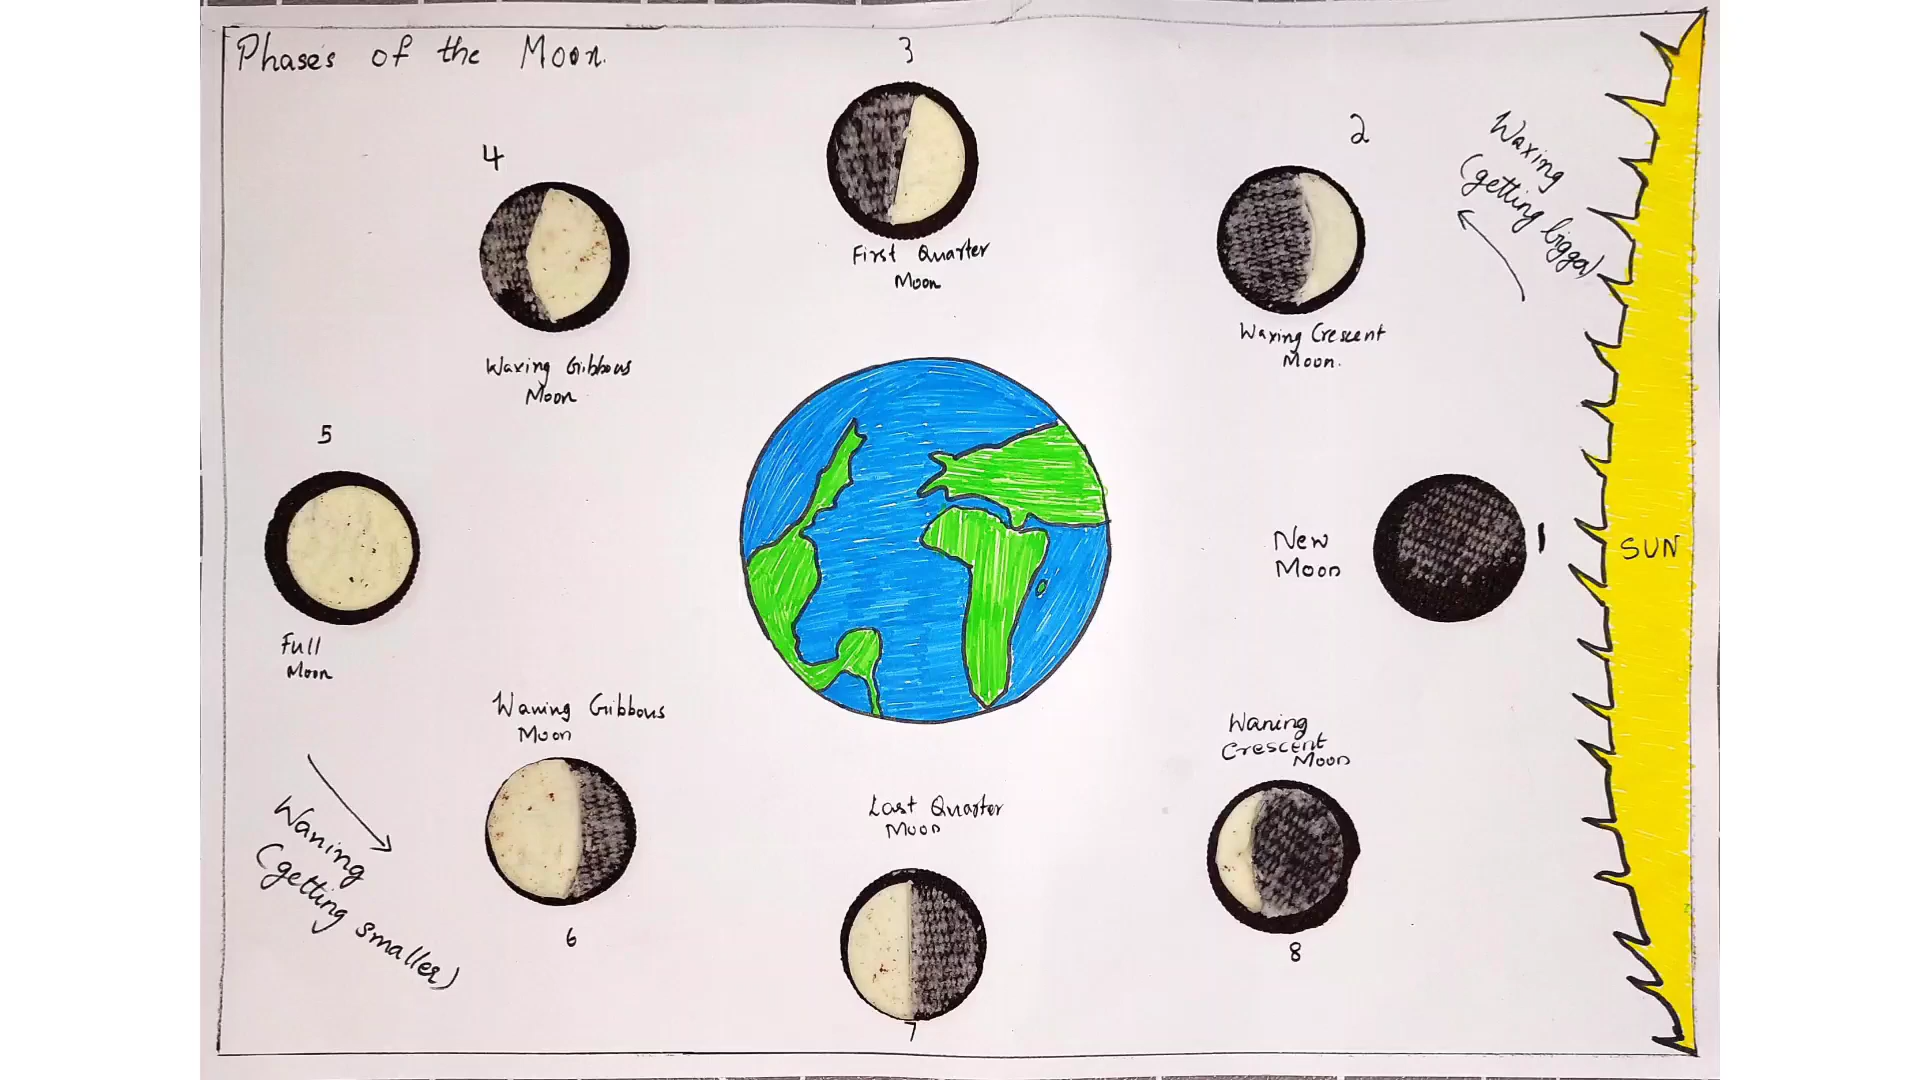 Phases of the Moon.
3
2
4
Waxing
(getting bigger)
First Quarter
Moon
Waxing Crescent
Moon.
Waxing Gibbous
Moon
5
New
Moon
1
SUN
Full
Moon
Waning Gibbous
Moon
Waning
Crescent
Moon
Last Quarter
Moon
Waning
(getting smaller)
6
8
7